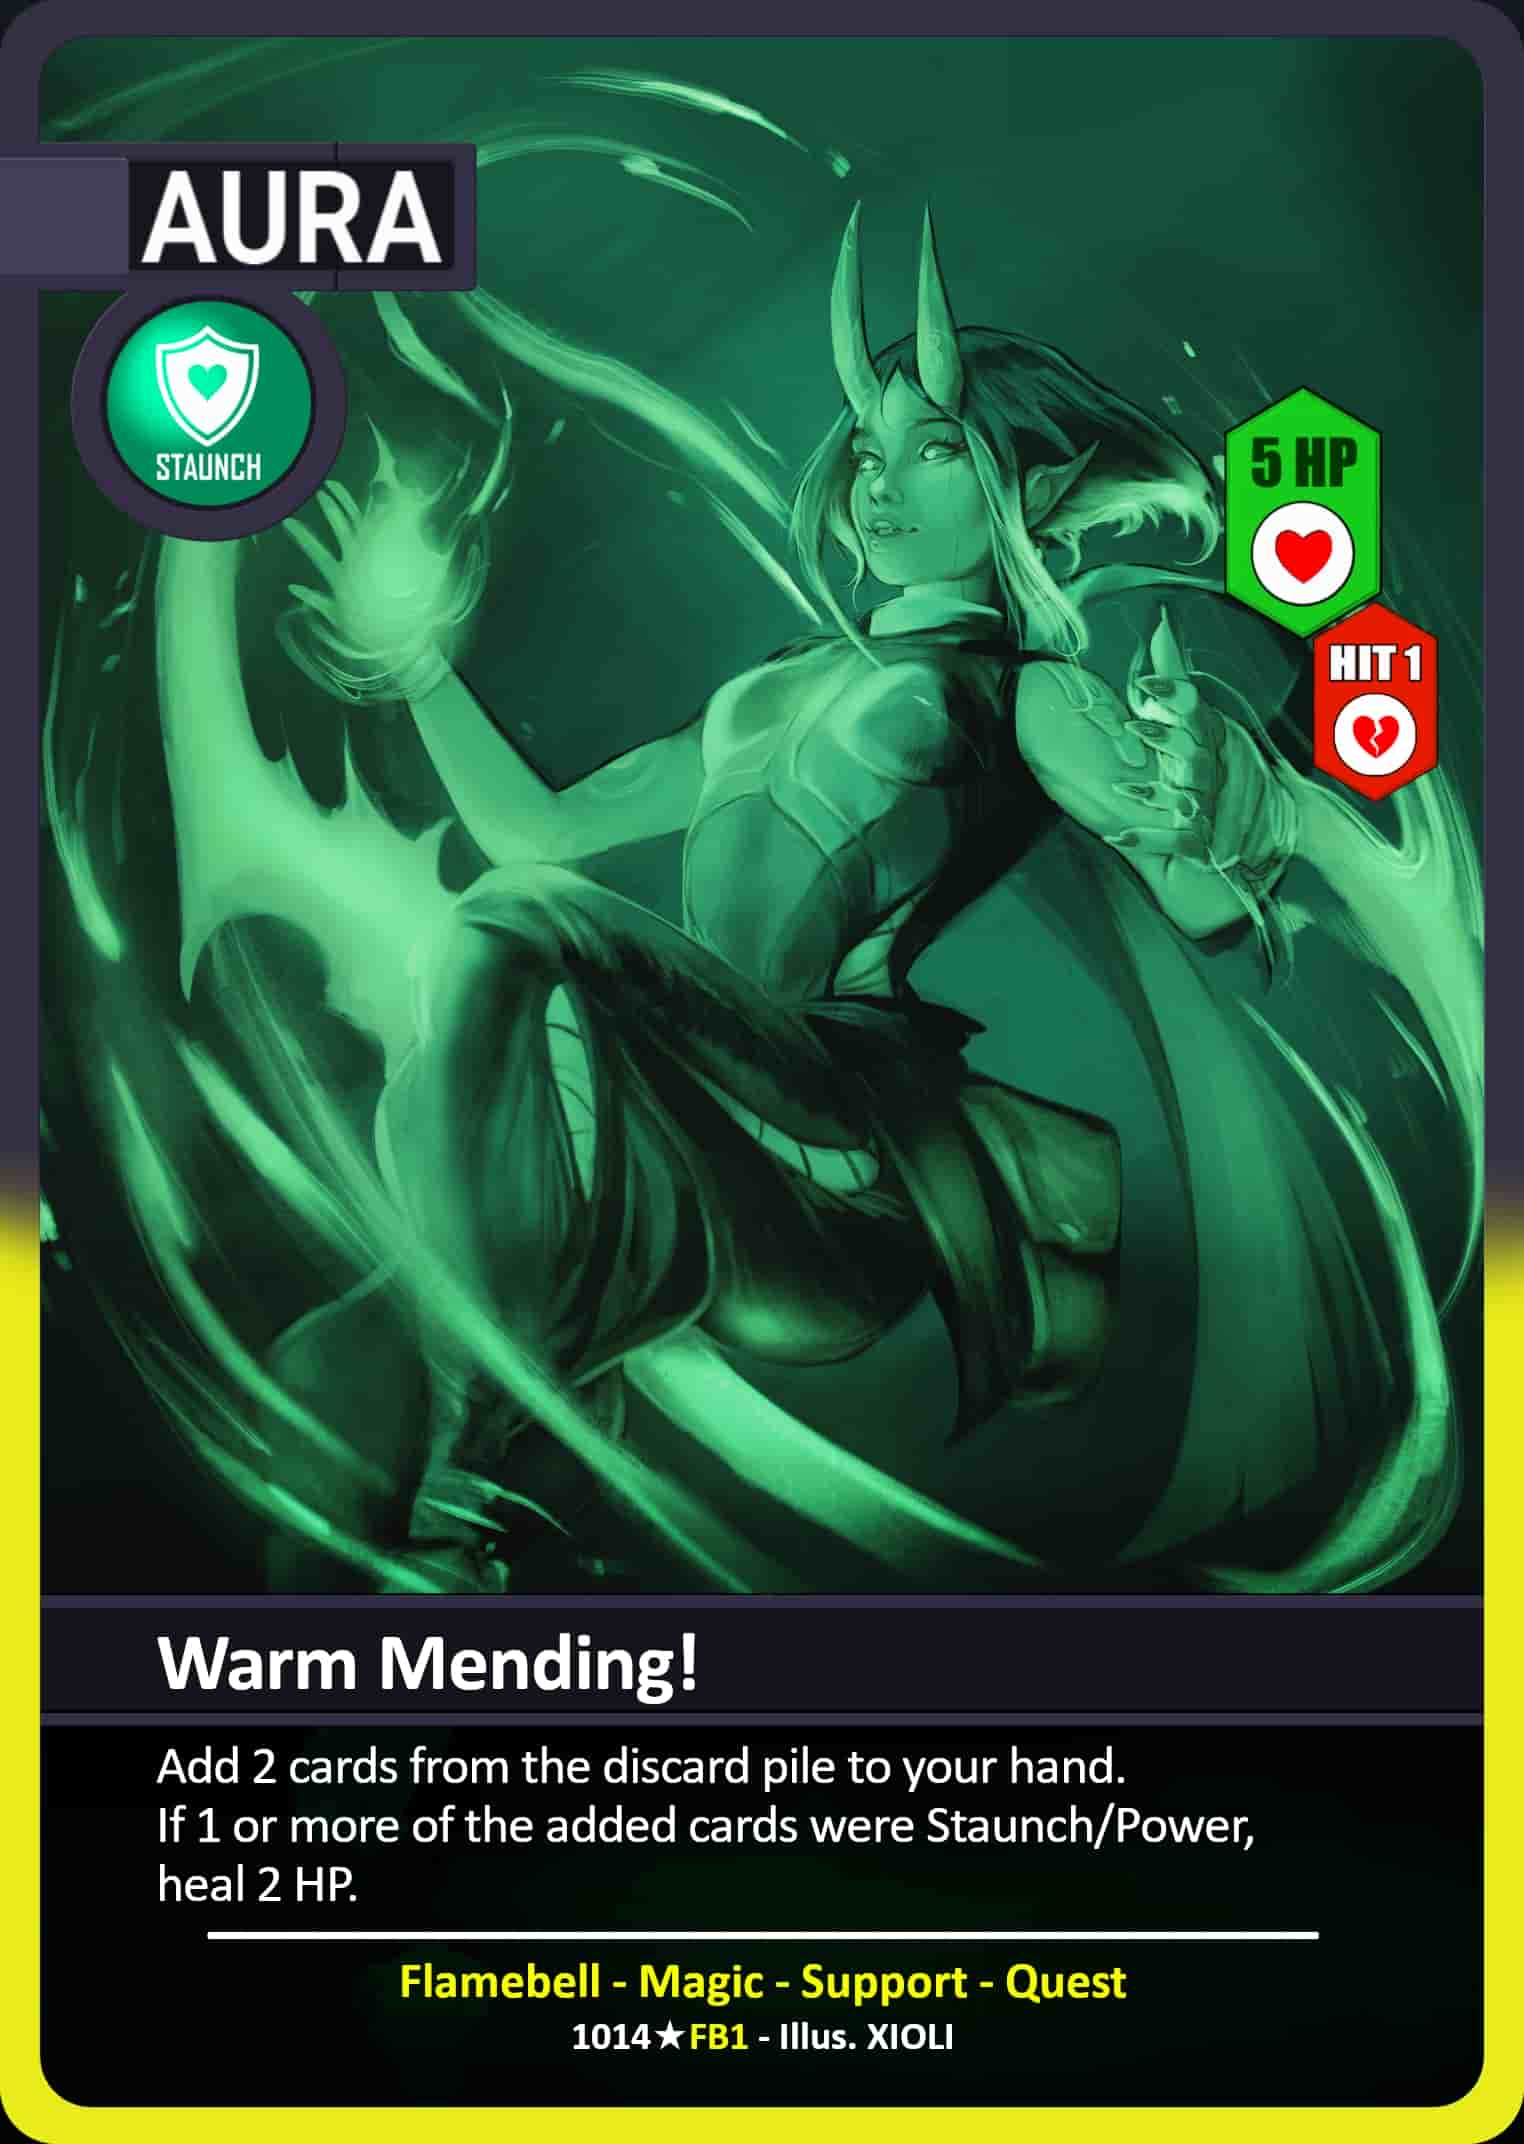 AURA
STAUNCH
5 HP
HIT 1
Warm Mending!
Add 2 cards from the discard pile to your hand.
If 1 or more of the added cards were Staunch/Power,
heal 2 HP.
Flamebell - Magic - Support - Quest
1014★FB1 - Illus. XIOLI